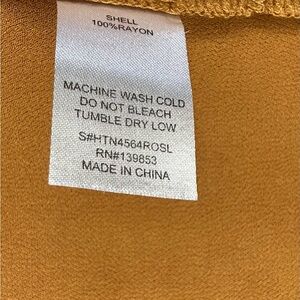 SHELL
100%RAYON
MACHINE WASH COLD
DO NOT BLEACH
TUMBLE DRY LOW
S#HTN4564ROSL
RN#139853
MADE IN CHINA